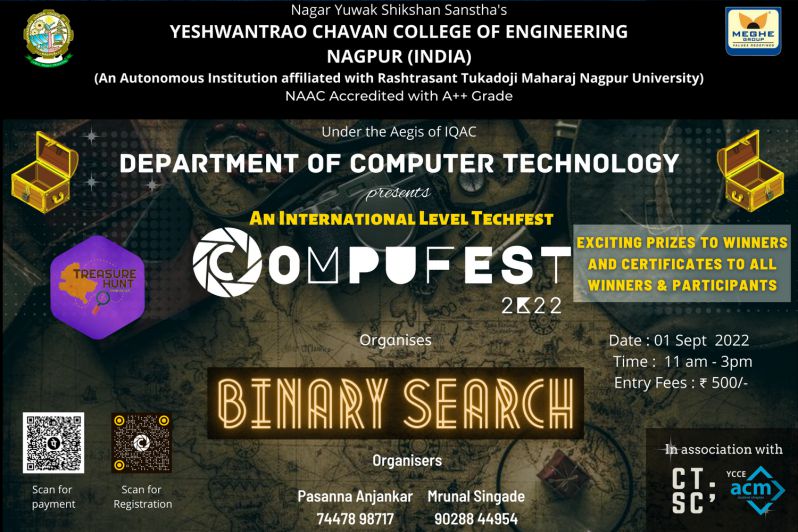 Nagar Yuwak Shikshan Sanstha's
YESHWANTRAO CHAVAN COLLEGE OF ENGINEERING
NAGPUR (INDIA)
(An Autonomous Institution affiliated with Rashtrasant Tukadoji Maharaj Nagpur University)
NAAC Accredited with A++ Grade
MEGHE
GROUP
VALUES REDEFINED
Under the Aegis of IQAC
DEPARTMENT OF COMPUTER TECHNOLOGY
presents
AN INTERNATIONAL LEVEL TECHFEST
COMPUFEST
2K22
TREASURE
HUNT
EXCITING PRIZES TO WINNERS
AND CERTIFICATES TO ALL
WINNERS & PARTICIPANTS
Organises
Date : 01 Sept 2022
Time : 11 am - 3pm
Entry Fees : ₹ 500/-
BINARY SEARCH
Scan for
payment
Scan for
Registration
Organisers
Pasanna Anjankar
74478 98717
Mrunal Singade
90288 44954
In association with
CT
SC;
YCCE
acm